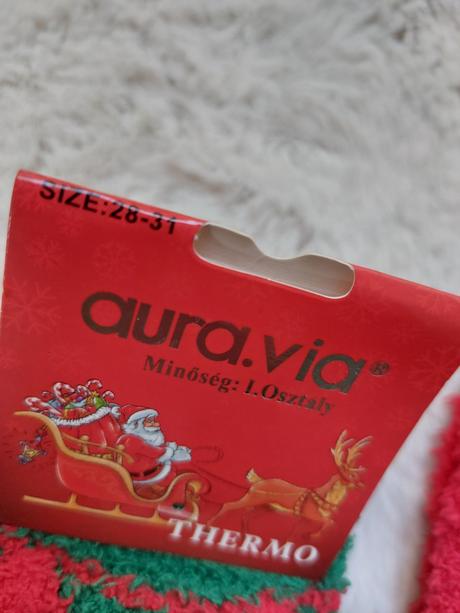 SIZE:28-31
aura.via®
Minőség: I.Osztály
THERMO